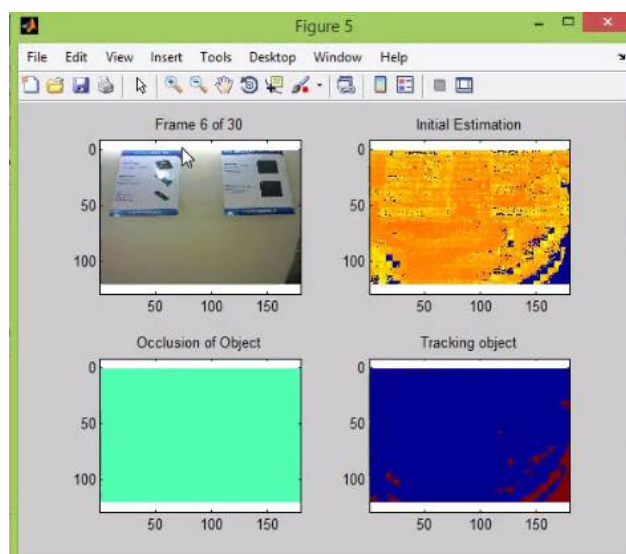 Figure 5
File Edit View Insert Tools Desktop Window Help
Frame 6 of 30
0
50
100
50 100 150
Initial Estimation
0
50
100
50 100 150
Occlusion of Object
0
50
100
50 100 150
Tracking object
0
50
100
50 100 150